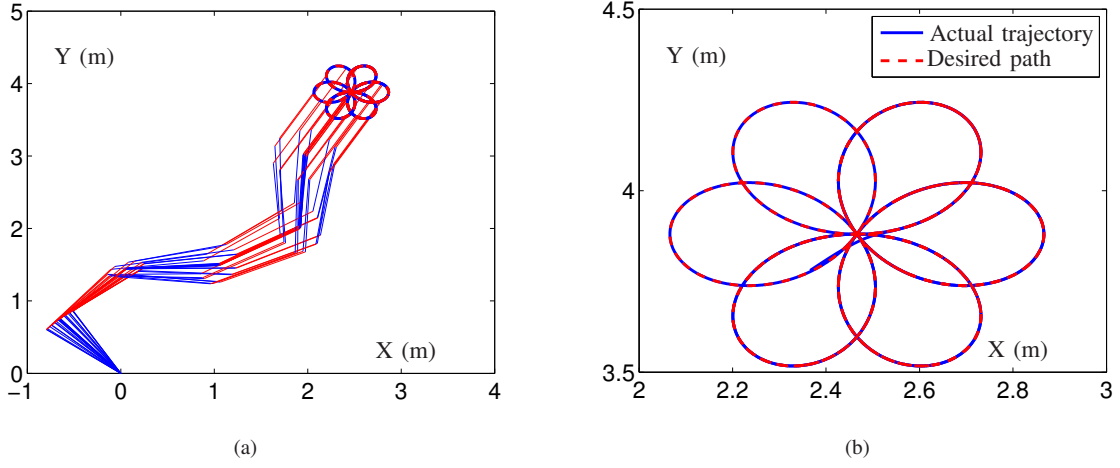 5
4
3
2
1
0
Y (m)
X (m)
−1
0
1
2
3
4
(a)
4.5
4
3.5
Y (m)
Actual trajectory
Desired path
X (m)
2
2.2
2.4
2.6
2.8
3
(b)